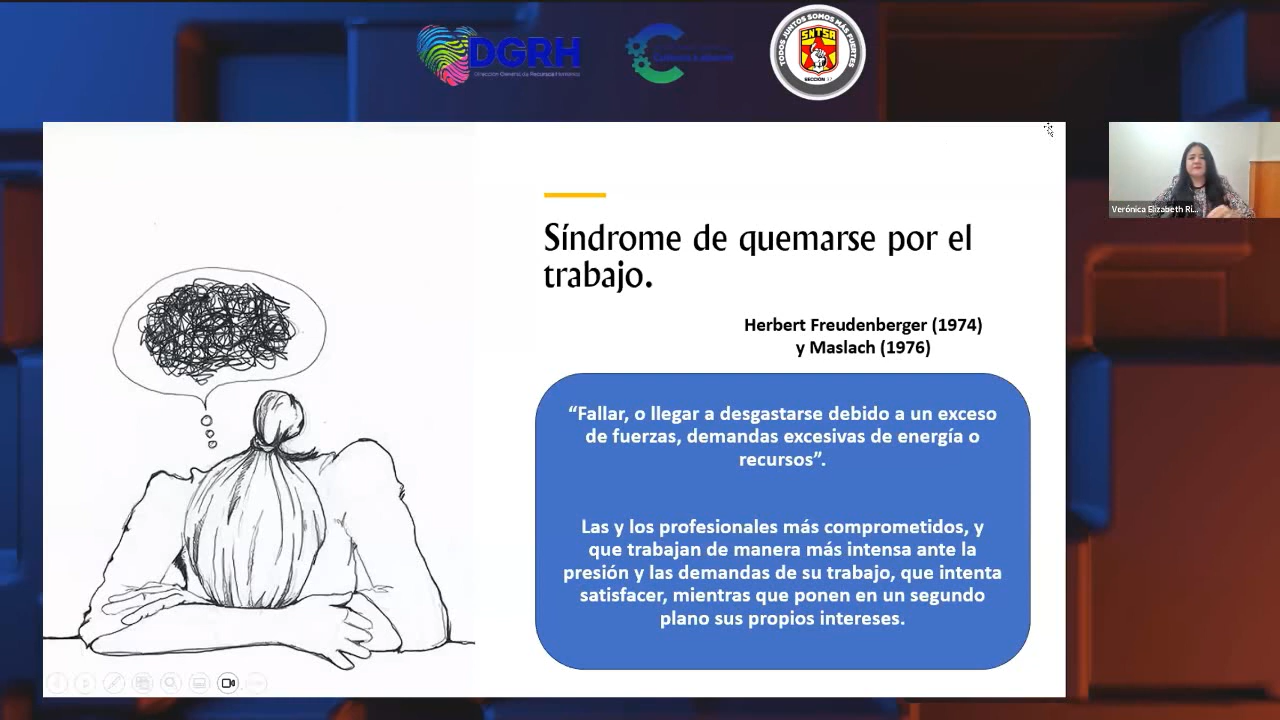 DGRH
Dirección General de Recursos Humanos
TODOS JUNTOS SOMOS MÁS FUERTES
SNTSA
SECCIÓN 37
Verónica Elizabeth Ri...
Síndrome de quemarse por el
trabajo.
Herbert Freudenberger (1974)
y Maslach (1976)
“Fallar, o llegar a desgastarse debido a un exceso
de fuerzas, demandas excesivas de energía o
recursos”.
Las y los profesionales más comprometidos, y
que trabajan de manera más intensa ante la
presión y las demandas de su trabajo, que intenta
satisfacer, mientras que ponen en un segundo
plano sus propios intereses.